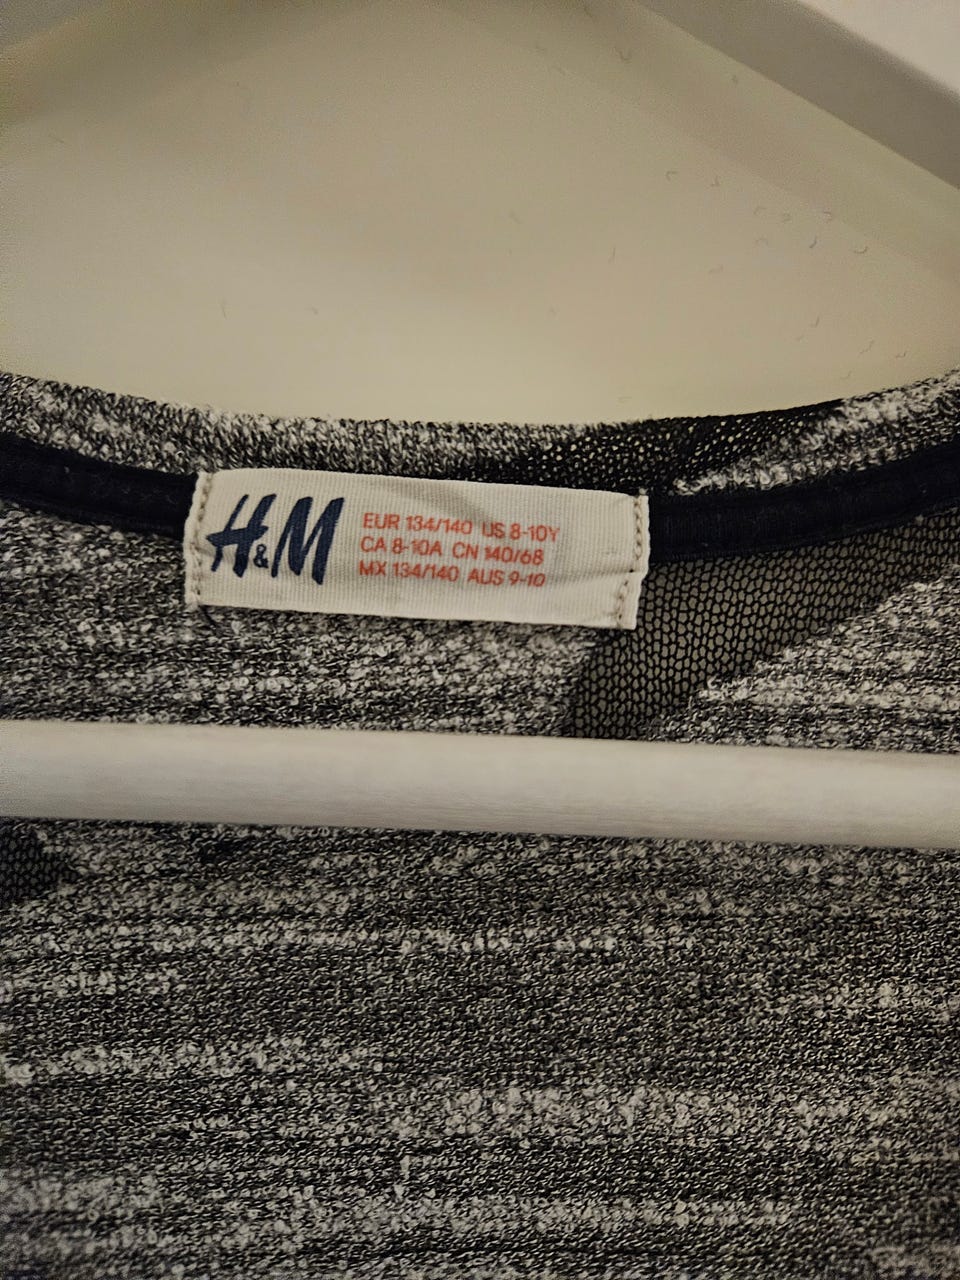 H&M
EUR 134/140 US 8-10Y
CA 8-10A CN 140/68
MX 134/140 AUS 9-10